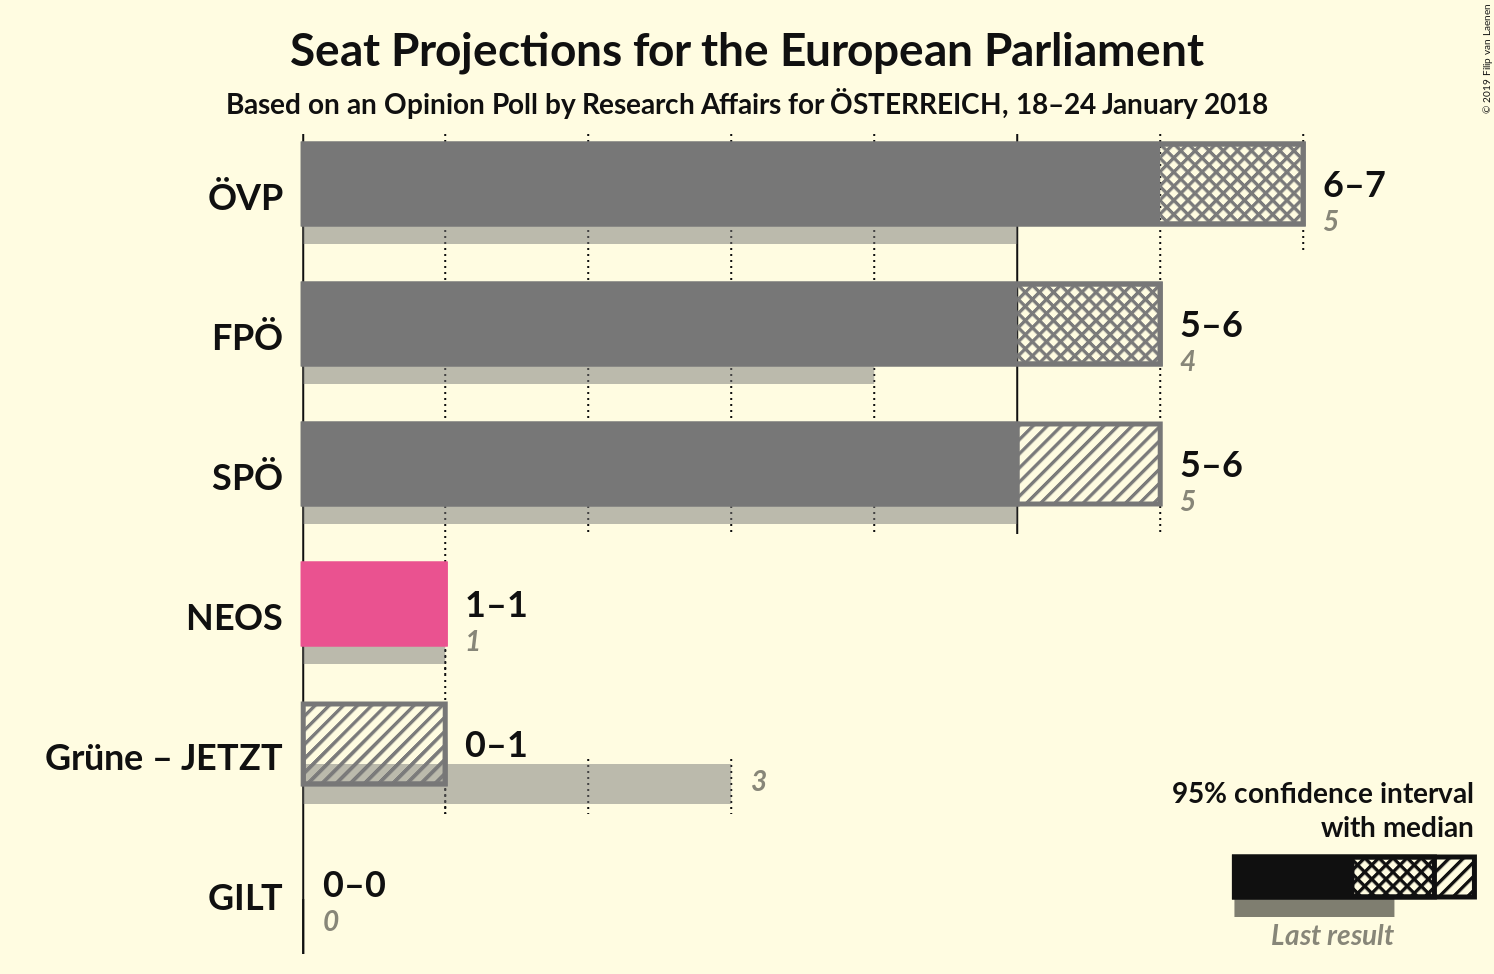 Seat Projections for the European Parliament
Based on an Opinion Poll by Research Affairs for ÖSTERREICH, 18–24 January 2018
© 2019 Filip van Laenen
ÖVP
6–7
5
FPÖ
5–6
4
SPÖ
5–6
5
NEOS
1–1
1
Grüne – JETZT
0–1
3
GILT
0–0
0
95% confidence interval
with median
Last result